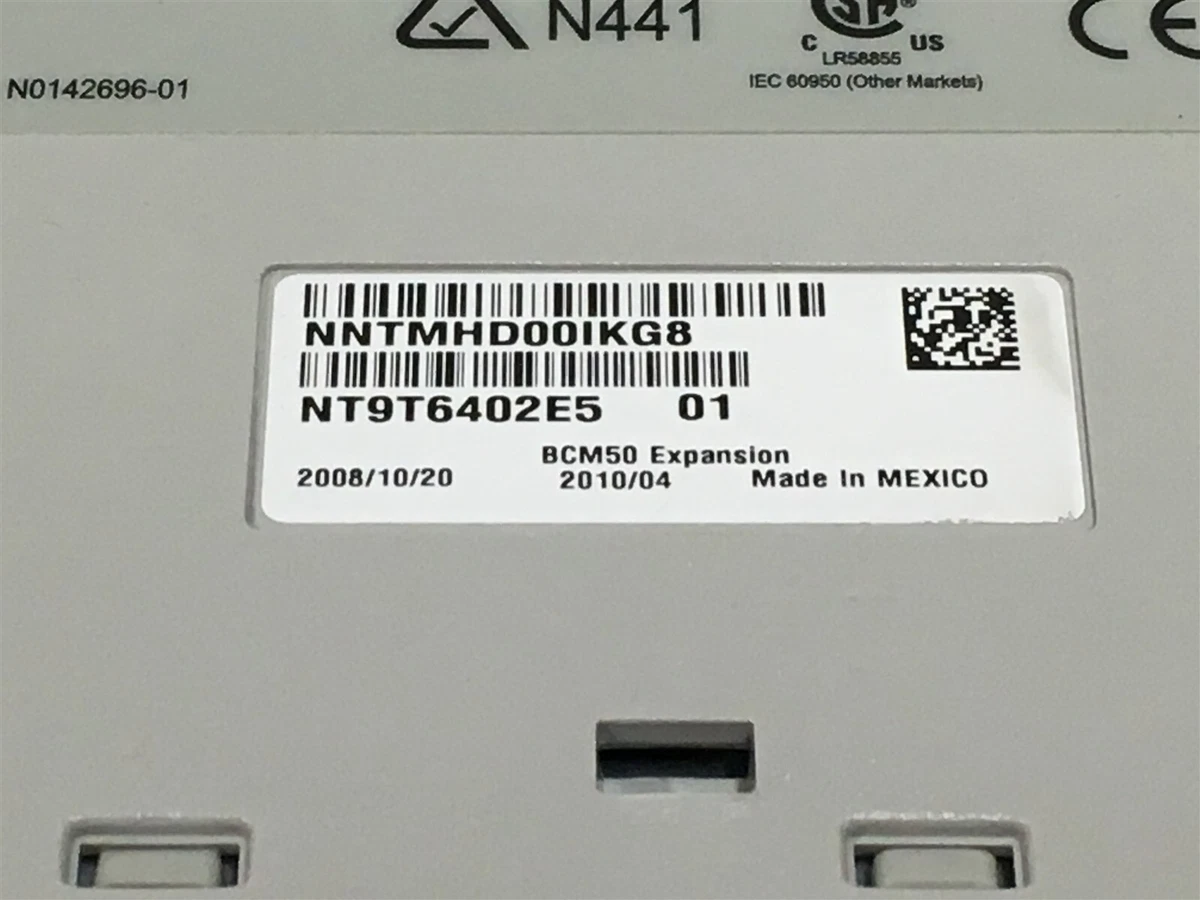 N441
C US
LR58855
IEC 60950 (Other Markets)
N0142696-01
NNTMHD00IKG8
NT9T6402E5 01
BCM50 Expansion
2008/10/20 2010/04 Made In MEXICO